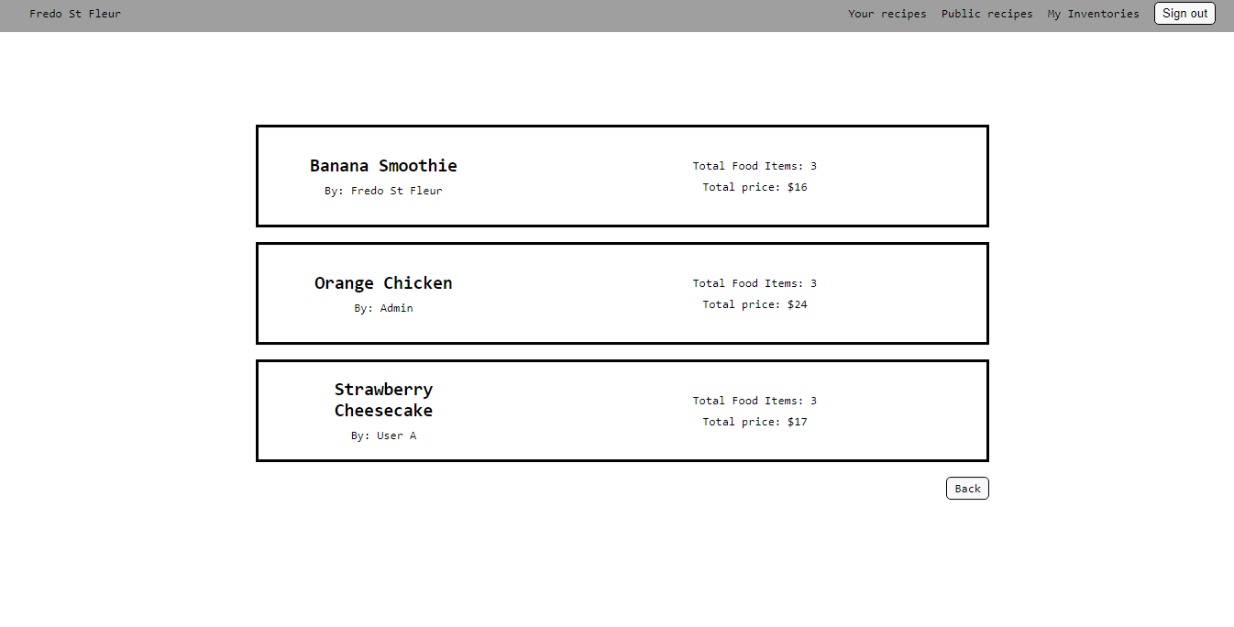 Fredo St Fleur
Your recipes Public recipes My Inventories Sign out
Banana Smoothie
By: Fredo St Fleur
Total Food Items: 3
Total price: $16
Orange Chicken
By: Admin
Total Food Items: 3
Total price: $24
Strawberry
Cheesecake
By: User A
Total Food Items: 3
Total price: $17
Back